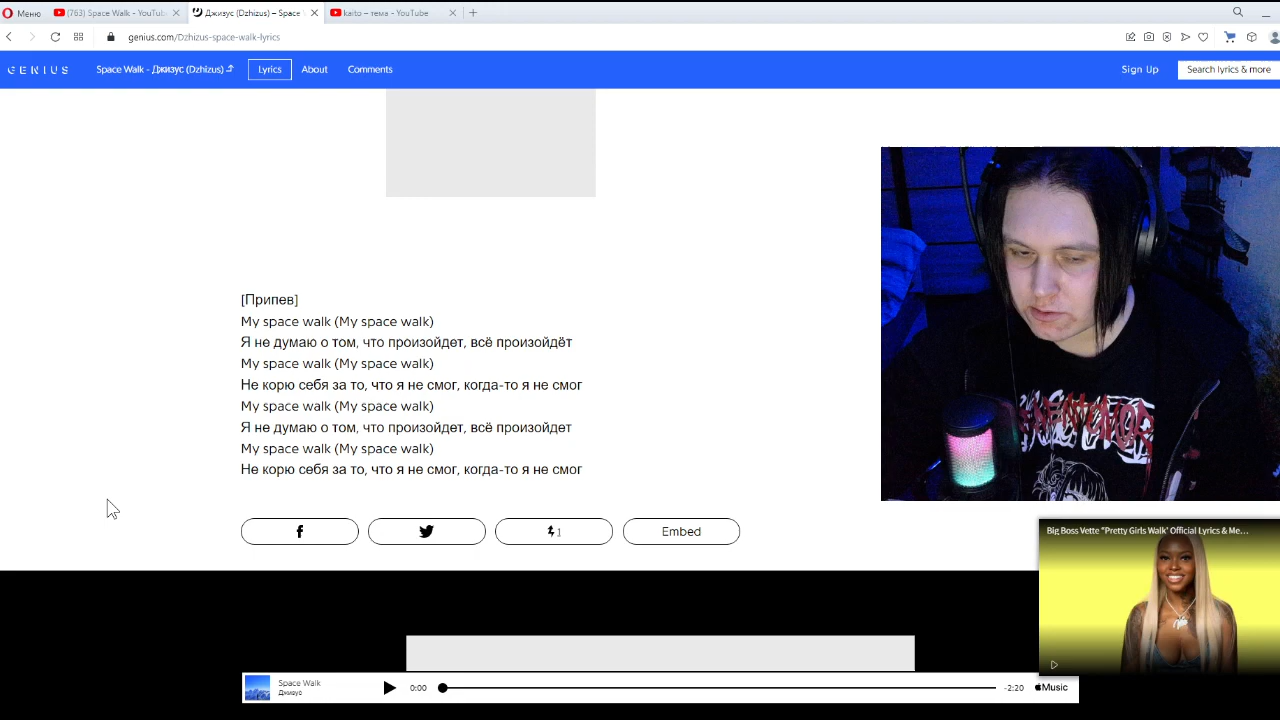 Меню
(763) Space Walk - YouTub
Джизус (Dzhizus) – Space
kaito – тема - YouTube
genius.com/Dzhizus-space-walk-lyrics
GENIUS
Space Walk - Джизус (Dzhizus)
Lyrics
About
Comments
Sign Up
Search lyrics & more
[Припев]
My space walk (My space walk)
Я не думаю о том, что произойдет, всё произойдёт
My space walk (My space walk)
Не корю себя за то, что я не смог, когда-то я не смог
My space walk (My space walk)
Я не думаю о том, что произойдет, всё произойдет
My space walk (My space walk)
Не корю себя за то, что я не смог, когда-то я не смог
1
Embed
Big Boss Vette "Pretty Girls Walk" Official Lyrics & Me...
Space Walk
Джизус
0:00
-2:20
Music